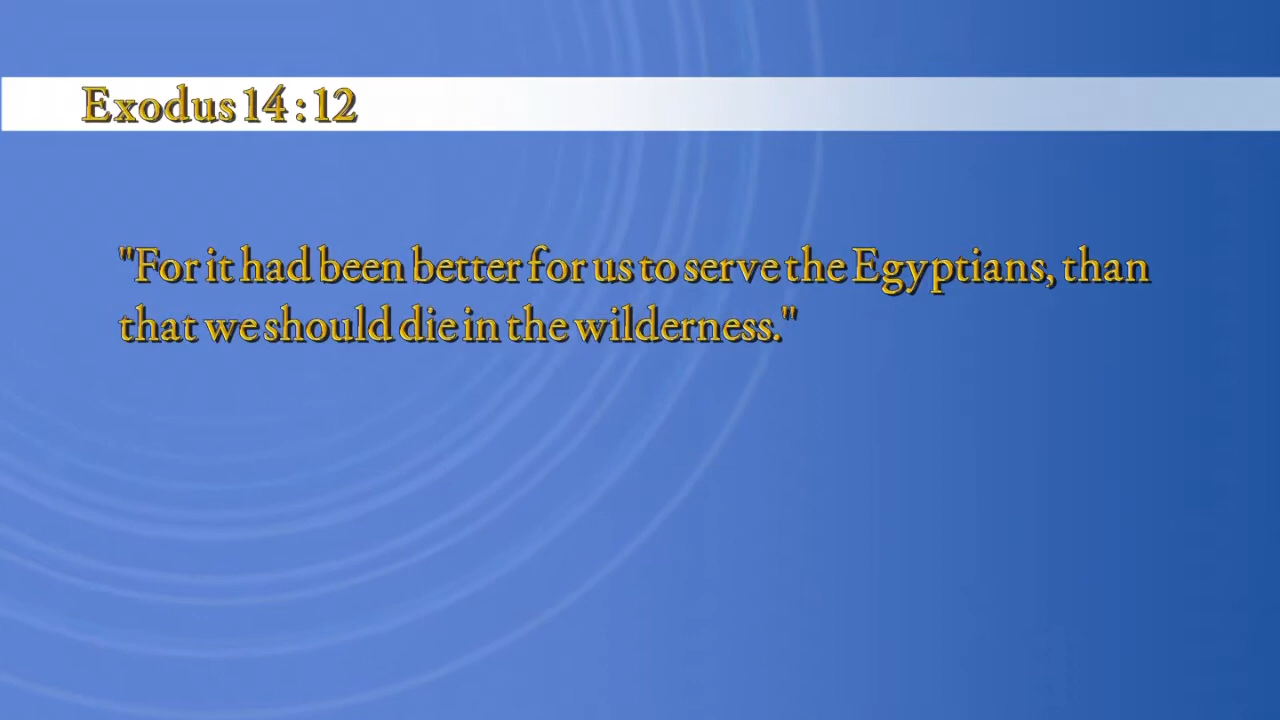 Exodus 14 : 12
"For it had been better for us to serve the Egyptians, than
that we should die in the wilderness."